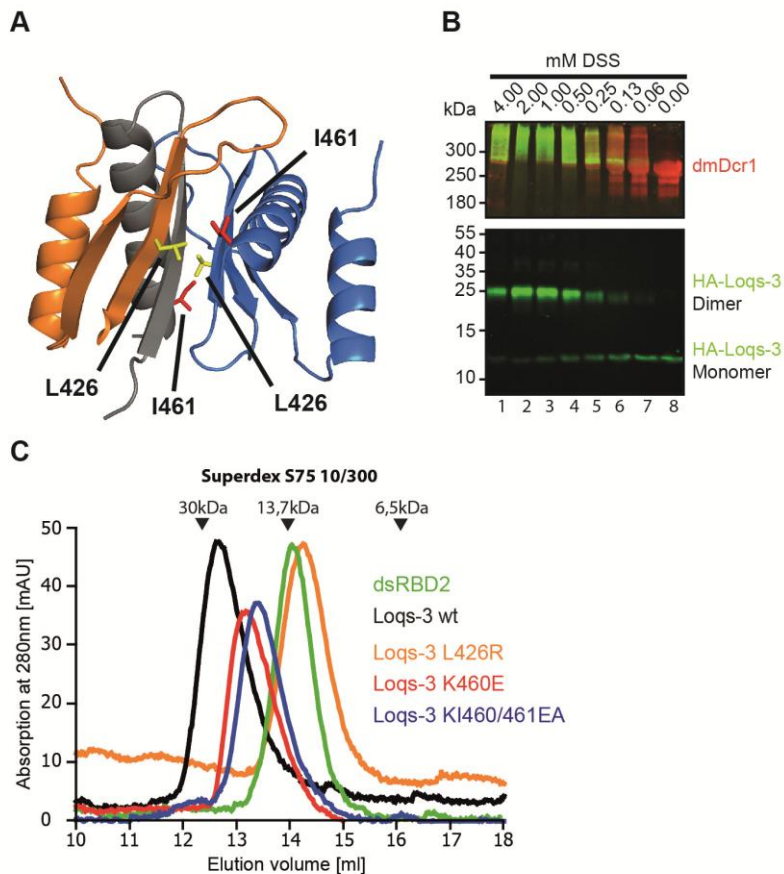 A
I461
L426
I461
L426
B
mM DSS
4.00 2.00 1.00 0.50 0.25 0.13 0.06 0.00
kDa
300
250
180
dmDcr1
55
40
35
25
15
10
HA-Loqs-3
Dimer
HA-Loqs-3
Monomer
1 2 3 4 5 6 7 8
C
Superdex S75 10/300
30kDa 13,7kDa 6,5kDa
Absorption at 280nm [mAU]
50
40
30
20
10
0
dsRBD2
Loqs-3 wt
Loqs-3 L426R
Loqs-3 K460E
Loqs-3 KI460/461EA
10 11 12 13 14 15 16 17 18
Elution volume [ml]